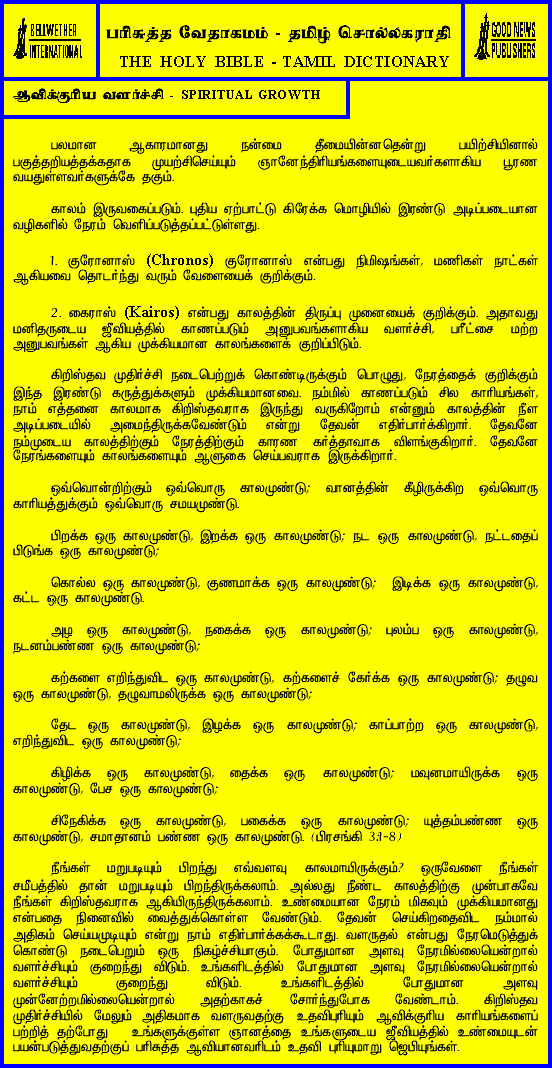 BELLWETHER
INTERNATIONAL
பரிசுத்த வேதாகமம் - தமிழ் சொல்லகராதி
THE HOLY BIBLE - TAMIL DICTIONARY
GOOD NEWS
PUBLISHERS
ஆவிக்குரிய வளர்ச்சி - SPIRITUAL GROWTH
பலமான ஆகாரமானது நன்மை தீமையின்னதென்று பயிற்சியினால்
பகுத்தறியத்தக்கதாக முயற்சிசெய்யும் ஞானேந்திரியங்களையுடையவர்களாகிய பூரண
வயதுள்ளவர்களுக்கே தகும்.
காலம் இருவகைப்படும். புதிய ஏற்பாட்டு கிரேக்க மொழியில் இரண்டு அடிப்படையான
வழிகளில் நேரம் வெளிப்படுத்தப்பட்டுள்ளது.
1. குரோனாஸ் (Chronos) குரோனாஸ் என்பது நிமிஷங்கள், மணிகள் நாட்கள்
ஆகியவை தொடர்ந்து வரும் வேளையைக் குறிக்கும்.
2. கைராஸ் (Kairos) என்பது காலத்தின் திருப்பு முனையைக் குறிக்கும். அதாவது
மனிதருடைய ஜீவியத்தில் காணப்படும் அனுபவங்களாகிய வளர்ச்சி, பரீட்சை மற்ற
அனுபவங்கள் ஆகிய முக்கியமான காலங்களைக் குறிப்பிடும்.
கிறிஸ்தவ முதிர்ச்சி நடைபெற்றுக் கொண்டிருக்கும் பொழுது, நேரத்தைக் குறிக்கும்
இந்த இரண்டு கருத்துக்களும் முக்கியமானவை. நம்மில் காணப்படும் சில காரியங்கள்,
நாம் எத்தனை காலமாக கிறிஸ்தவராக இருந்து வருகிறோம் என்னும் காலத்தின் நீள
அடிப்படையில் அமைந்திருக்கவேண்டும் என்று தேவன் எதிர்பார்க்கிறார். தேவனே
நம்முடைய காலத்திற்கும் நேரத்திற்கும் காரண கர்த்தாவாக விளங்குகிறார். தேவனே
நேரங்களையும் காலங்களையும் ஆளுகை செய்பவராக இருக்கிறார்.
ஒவ்வொன்றிற்கும் ஒவ்வொரு காலமுண்டு; வானத்தின் கீழிருக்கிற ஒவ்வொரு
காரியத்துக்கும் ஒவ்வொரு சமயமுண்டு.
பிறக்க ஒரு காலமுண்டு, இறக்க ஒரு காலமுண்டு; நட ஒரு காலமுண்டு, நட்டதைப்
பிடுங்க ஒரு காலமுண்டு;
கொல்ல ஒரு காலமுண்டு, குணமாக்க ஒரு காலமுண்டு; இடிக்க ஒரு காலமுண்டு,
கட்ட ஒரு காலமுண்டு.
அழ ஒரு காலமுண்டு, நகைக்க ஒரு காலமுண்டு; புலம்ப ஒரு காலமுண்டு,
நடனம்பண்ண ஒரு காலமுண்டு;
கற்களை எறிந்துவிட ஒரு காலமுண்டு, கற்களைச் சேர்க்க ஒரு காலமுண்டு; தழுவ
ஒரு காலமுண்டு, தழுவாமலிருக்க ஒரு காலமுண்டு;
தேட ஒரு காலமுண்டு, இழக்க ஒரு காலமுண்டு; காப்பாற்ற ஒரு காலமுண்டு,
எறிந்துவிட ஒரு காலமுண்டு;
கிழிக்க ஒரு காலமுண்டு, தைக்க ஒரு காலமுண்டு; மவுனமாயிருக்க ஒரு
காலமுண்டு, பேச ஒரு காலமுண்டு;
சிநேகிக்க ஒரு காலமுண்டு, பகைக்க ஒரு காலமுண்டு; யுத்தம்பண்ண ஒரு
காலமுண்டு, சமாதானம் பண்ண ஒரு காலமுண்டு. (பிரசங்கி 3:1-8)
நீங்கள் மறுபடியும் பிறந்து எவ்வளவு காலமாயிருக்கும்? ஒருவேளை நீங்கள்
சமீபத்தில் தான் மறுபடியும் பிறந்திருக்கலாம். அல்லது நீண்ட காலத்திற்கு முன்பாகவே
நீங்கள் கிறிஸ்தவராக ஆகியிருந்திருக்கலாம். உண்மையான நேரம் மிகவும் முக்கியமானது
என்பதை நினைவில் வைத்துக்கொள்ள வேண்டும். தேவன் செய்கிறதைவிட நம்மால்
அதிகம் செய்யமுடியும் என்று நாம் எதிர்பார்க்கக்கூடாது. வளருதல் என்பது நேரமெடுத்துக்
கொண்டு நடைபெறும் ஒரு நிகழ்ச்சியாகும். போதுமான அளவு நேரமில்லையென்றால்
வளர்ச்சியும் குறைந்து விடும். உங்களிடத்தில் போதுமான அளவு நேரமில்லையென்றால்
வளர்ச்சியும் குறைந்து விடும். உங்களிடத்தில் போதுமான அளவு
முன்னேற்றமில்லையென்றால் அதற்காகச் சோர்ந்துபோக வேண்டாம். கிறிஸ்தவ
முதிர்ச்சியில் மேலும் அதிகமாக வளருவதற்கு உதவிபுரியும் ஆவிக்குரிய காரியங்களைப்
பற்றித் தற்போது உங்களுக்குள்ள ஞானத்தை உங்களுடைய ஜீவியத்தில் உண்மையுடன்
பயன்படுத்துவதற்குப் பரிசுத்த ஆவியானவரிடம் உதவி புரியுமாறு ஜெபியுங்கள்.